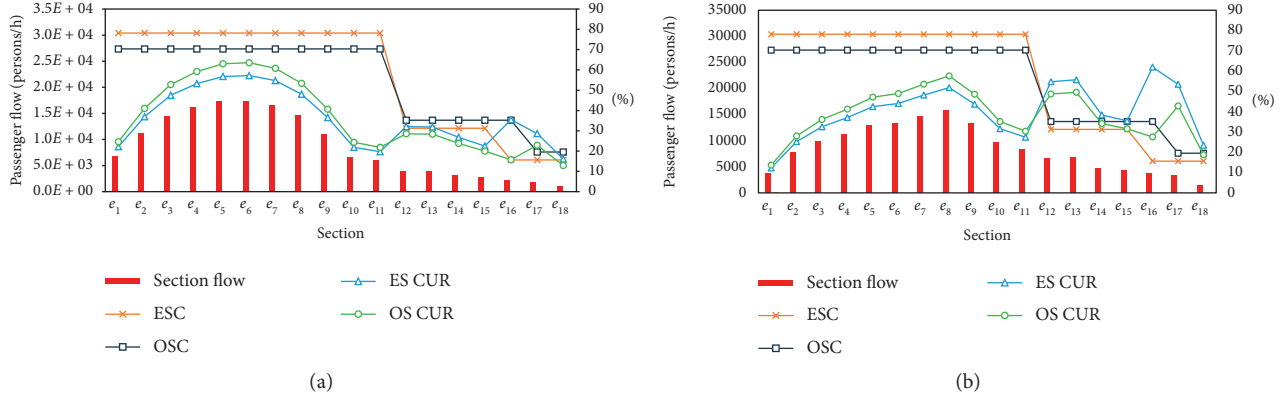 Passenger flow (persons/h)
3.5E + 04
3.0E + 04
2.5E + 04
2.0E + 04
1.5E + 04
1.0E + 04
5.0E + 03
0.0E + 00
90
80
70
60
50
40
30
20
10
0
(%)
e1 e2 e3 e4 e5 e6 e7 e8 e9 e10 e11 e12 e13 e14 e15 e16 e17 e18
Section
Section flow
ES CUR
ESC
OS CUR
OSC
(a)
Passenger flow (persons/h)
35000
30000
25000
20000
15000
10000
5000
0
90
80
70
60
50
40
30
20
10
0
(%)
e1 e2 e3 e4 e5 e6 e7 e8 e9 e10 e11 e12 e13 e14 e15 e16 e17 e18
Section
Section flow
ES CUR
ESC
OS CUR
OSC
(b)